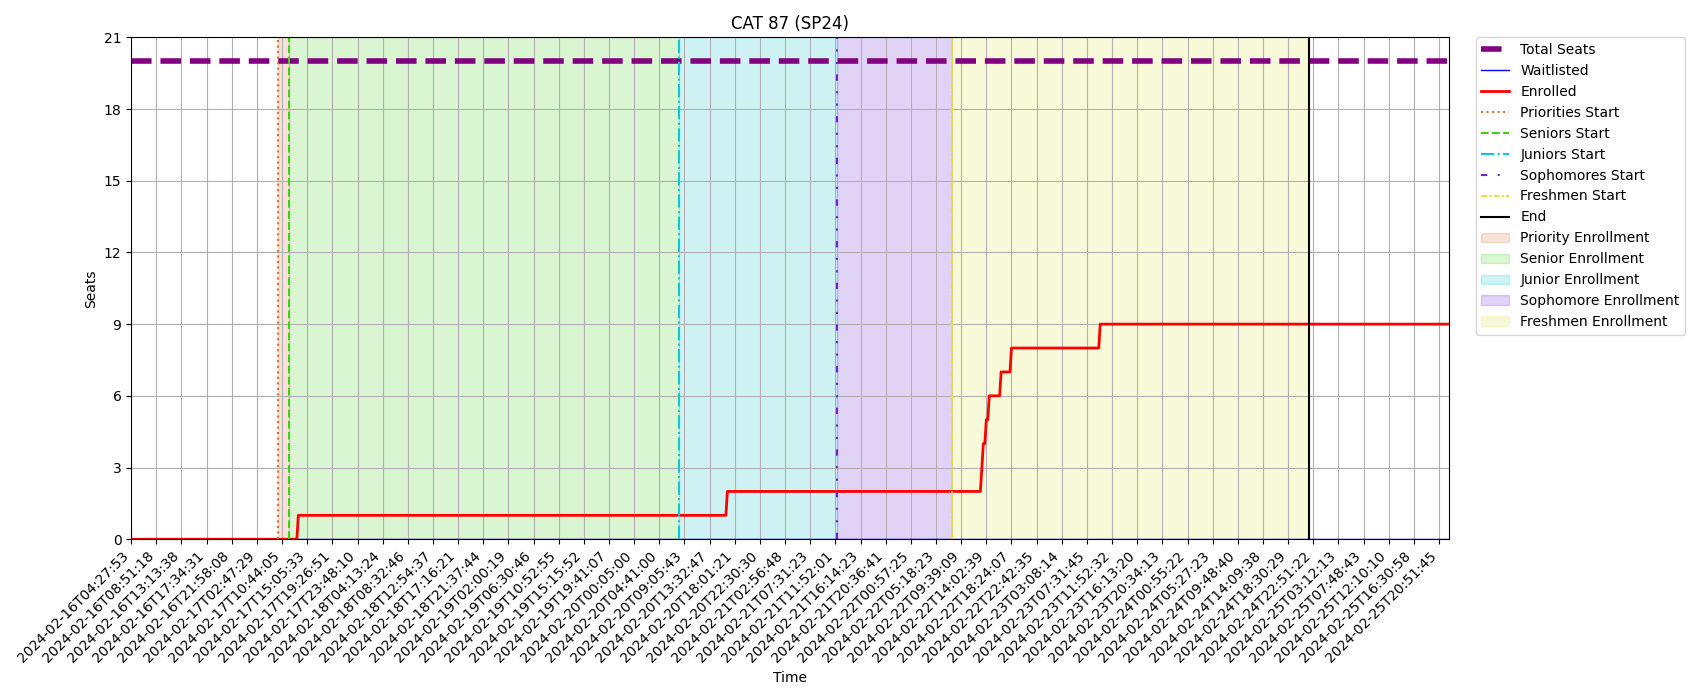 CAT 87 (SP24)
21
18
15
12
9
6
3
0
Seats
2024-02-16T04:27:53
2024-02-16T08:51:18
2024-02-16T13:13:38
2024-02-16T17:34:31
2024-02-16T21:58:08
2024-02-17T02:47:29
2024-02-17T10:44:05
2024-02-17T15:05:33
2024-02-17T19:26:51
2024-02-17T23:48:10
2024-02-18T04:13:24
2024-02-18T08:32:46
2024-02-18T12:54:37
2024-02-18T17:16:21
2024-02-18T21:37:44
2024-02-19T02:00:19
2024-02-19T06:30:46
2024-02-19T10:52:55
2024-02-19T15:15:52
2024-02-19T19:41:07
2024-02-20T00:05:00
2024-02-20T04:41:00
2024-02-20T09:05:43
2024-02-20T13:32:47
2024-02-20T18:01:21
2024-02-20T22:30:30
2024-02-21T02:56:48
2024-02-21T07:31:23
2024-02-21T11:52:01
2024-02-21T16:14:23
2024-02-21T20:36:41
2024-02-22T00:57:25
2024-02-22T05:18:23
2024-02-22T09:39:09
2024-02-22T14:02:39
2024-02-22T18:24:07
2024-02-22T22:42:35
2024-02-23T03:08:14
2024-02-23T07:31:45
2024-02-23T11:52:32
2024-02-23T16:13:20
2024-02-23T20:34:13
2024-02-24T00:55:22
2024-02-24T05:27:23
2024-02-24T09:48:40
2024-02-24T14:09:38
2024-02-24T18:30:29
2024-02-24T22:51:22
2024-02-25T03:12:13
2024-02-25T07:48:43
2024-02-25T12:10:10
2024-02-25T16:30:58
2024-02-25T20:51:45
Time
Total Seats
Waitlisted
Enrolled
Priorities Start
Seniors Start
Juniors Start
Sophomores Start
Freshmen Start
End
Priority Enrollment
Senior Enrollment
Junior Enrollment
Sophomore Enrollment
Freshmen Enrollment